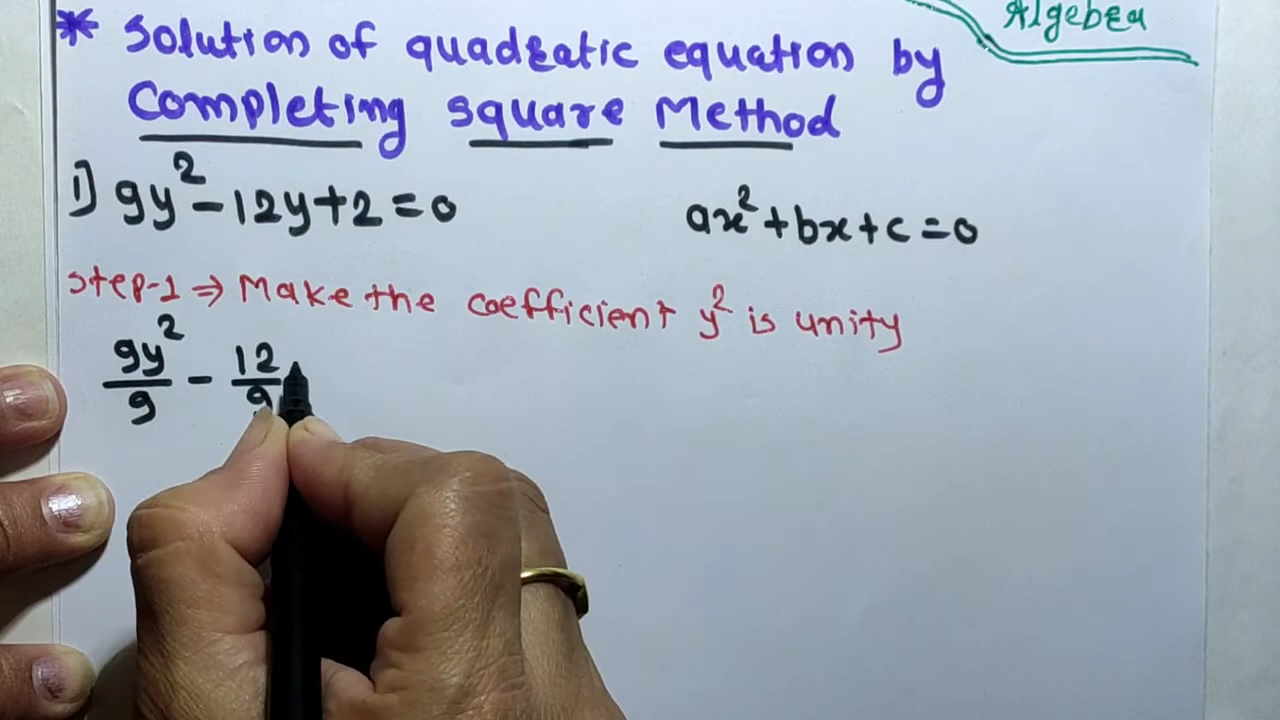 Algebra
* Solution of quadratic equation by
Completing square Method
1] 9y² - 12y + 2 = 0
ax² + bx + c = 0
Step-1 ⇒ Make the coefficient y² is unity
9y²/9 - 12/9